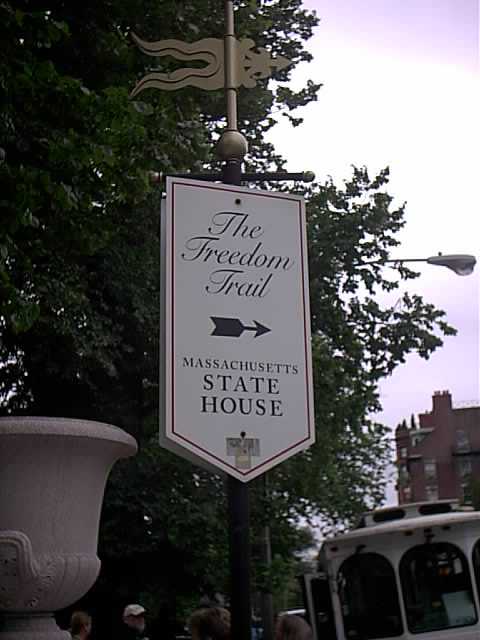 The
Freedom
Trail
MASSACHUSETTS
STATE
HOUSE